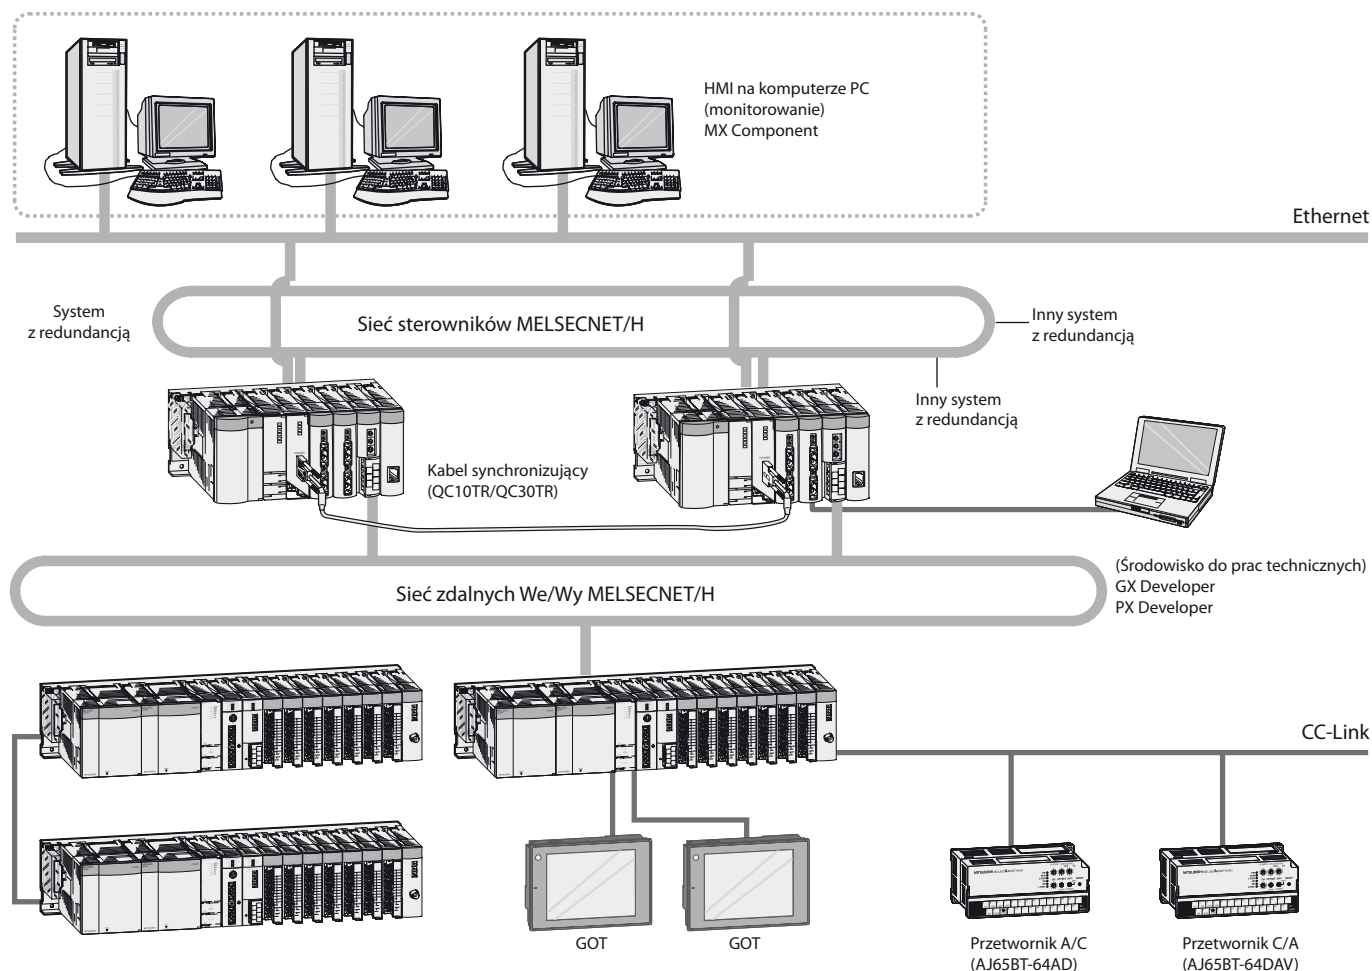 HMI na komputerze PC
(monitorowanie)
MX Component
Ethernet
System
z redundancją
Sieć sterowników MELSECNET/H
Inny system
z redundancją
Inny system
z redundancją
Kabel synchronizujący
(QC10TR/QC30TR)
(Środowisko do prac technicznych)
GX Developer
PX Developer
Sieć zdalnych We/Wy MELSECNET/H
CC-Link
MITSUBISHI
MITSUBISHI
GOT
GOT
Przetwornik A/C
(AJ65BT-64AD)
Przetwornik C/A
(AJ65BT-64DAV)